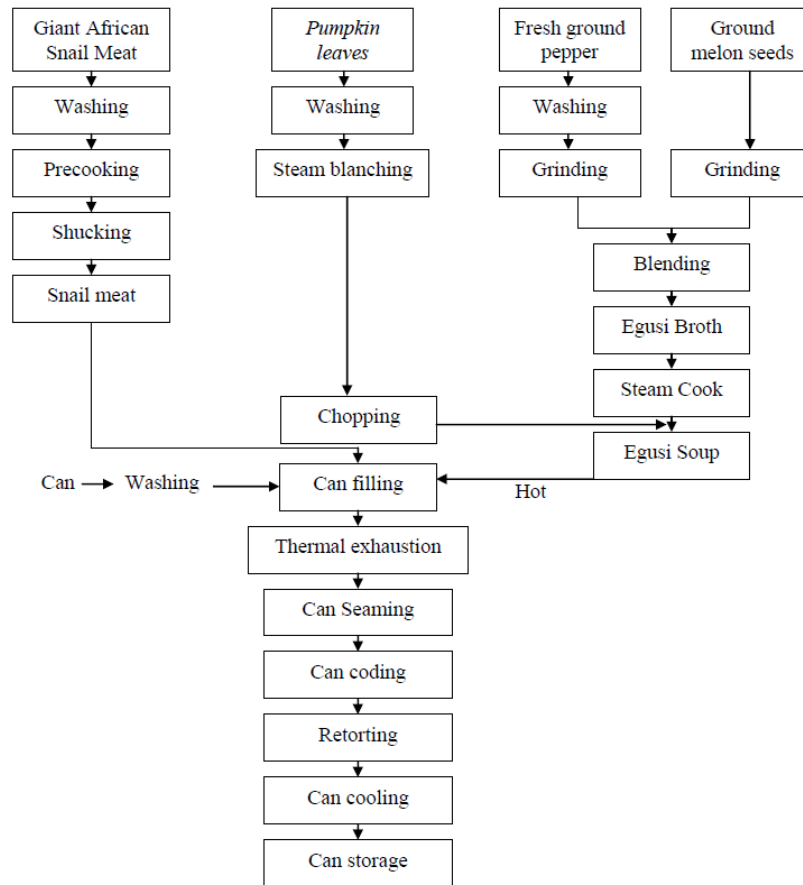 Giant African
Snail Meat
Pumpkin
leaves
Fresh ground
pepper
Ground
melon seeds
Washing
Washing
Washing
Precooking
Steam blanching
Grinding
Grinding
Shucking
Blending
Snail meat
Egusi Broth
Steam Cook
Chopping
Egusi Soup
Can
Washing
Can filling
Hot
Thermal exhaustion
Can Seaming
Can coding
Retorting
Can cooling
Can storage